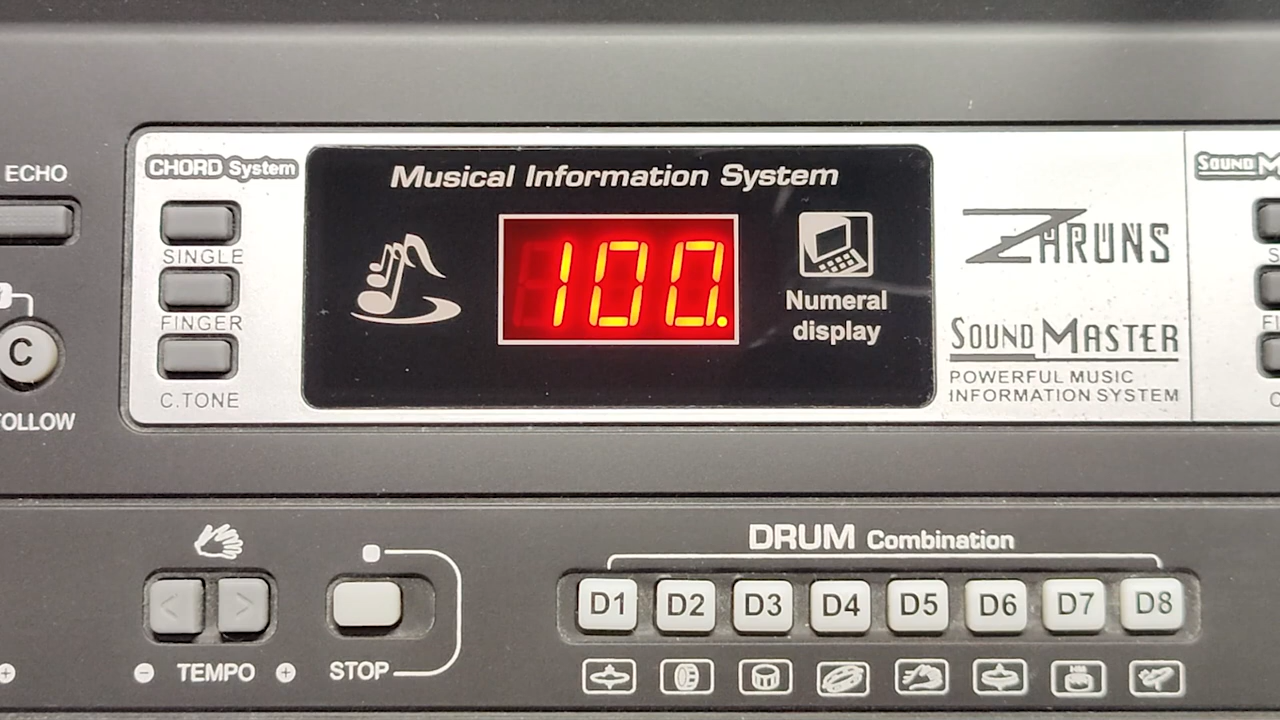 ECHO
CHORD System
SINGLE
FINGER
C.TONE
C
Musical Information System
100.
Numeral
display
ZHRUNS
SOUND MASTER
POWERFUL MUSIC
INFORMATION SYSTEM
SOUND
DRUM Combination
< >
TEMPO
STOP
D1 D2 D3 D4 D5 D6 D7 D8